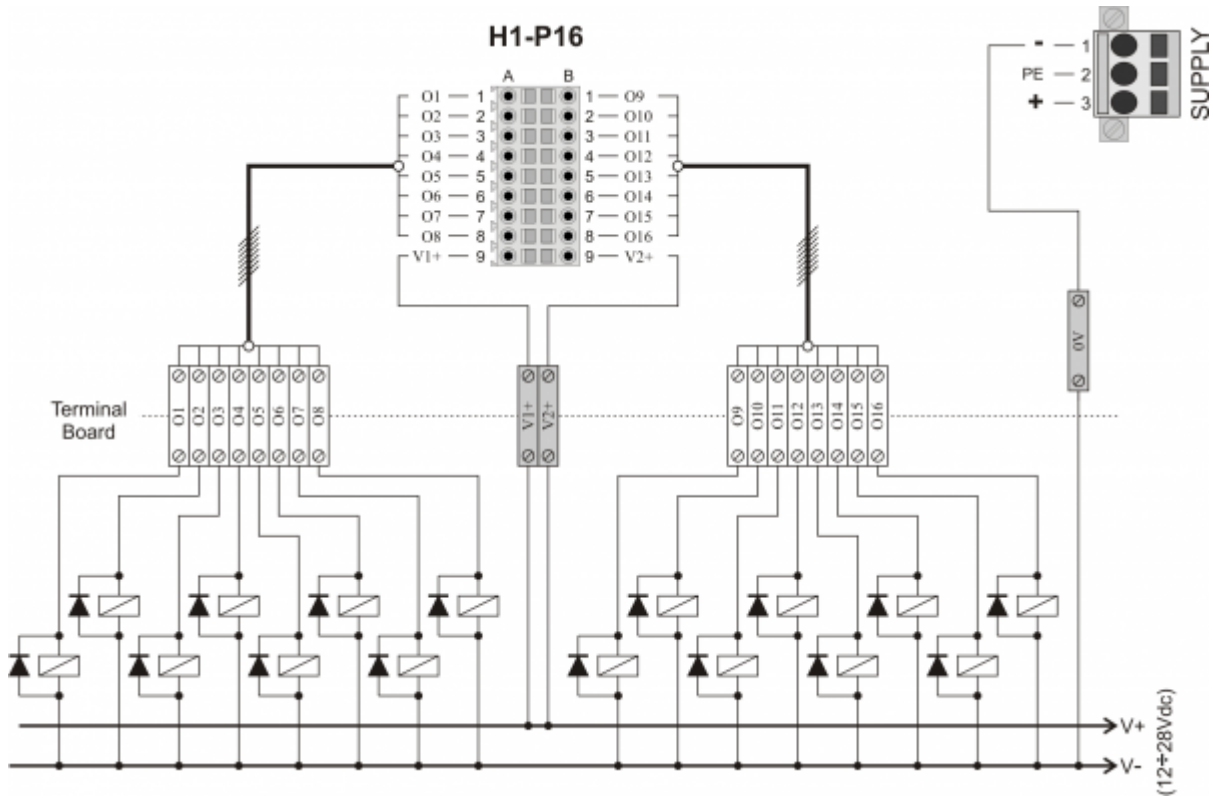 H1-P16
SUPPLY
- 1
PE 2
+ 3
A B
O1 1 1 O9
O2 2 2 O10
O3 3 3 O11
O4 4 4 O12
O5 5 5 O13
O6 6 6 O14
O7 7 7 O15
O8 8 8 O16
V1+ 9 9 V2+
0V
Terminal
Board
O1 O2 O3 O4 O5 O6 O7 O8
V1+ V2+
O9 O10 O11 O12 O13 O14 O15 O16
V+
V-
(12÷28Vdc)